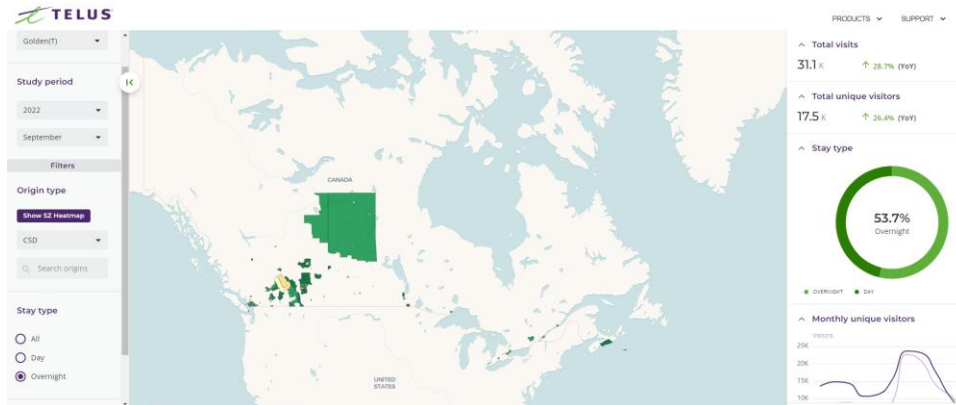 TELUS
PRODUCTS
SUPPORT
Golden(T)
Study period
2022
September
Filters
Origin type
Show SZ Heatmap
CSD
Search origins
Stay type
All
Day
Overnight
CANADA
UNITED
STATES
Total visits
31.1 K
28.7% (YoY)
Total unique visitors
17.5 K
26.4% (YoY)
Stay type
53.7%
Overnight
OVERNIGHT
DAY
Monthly unique visitors
Visitors
25K
20K
15K
10K